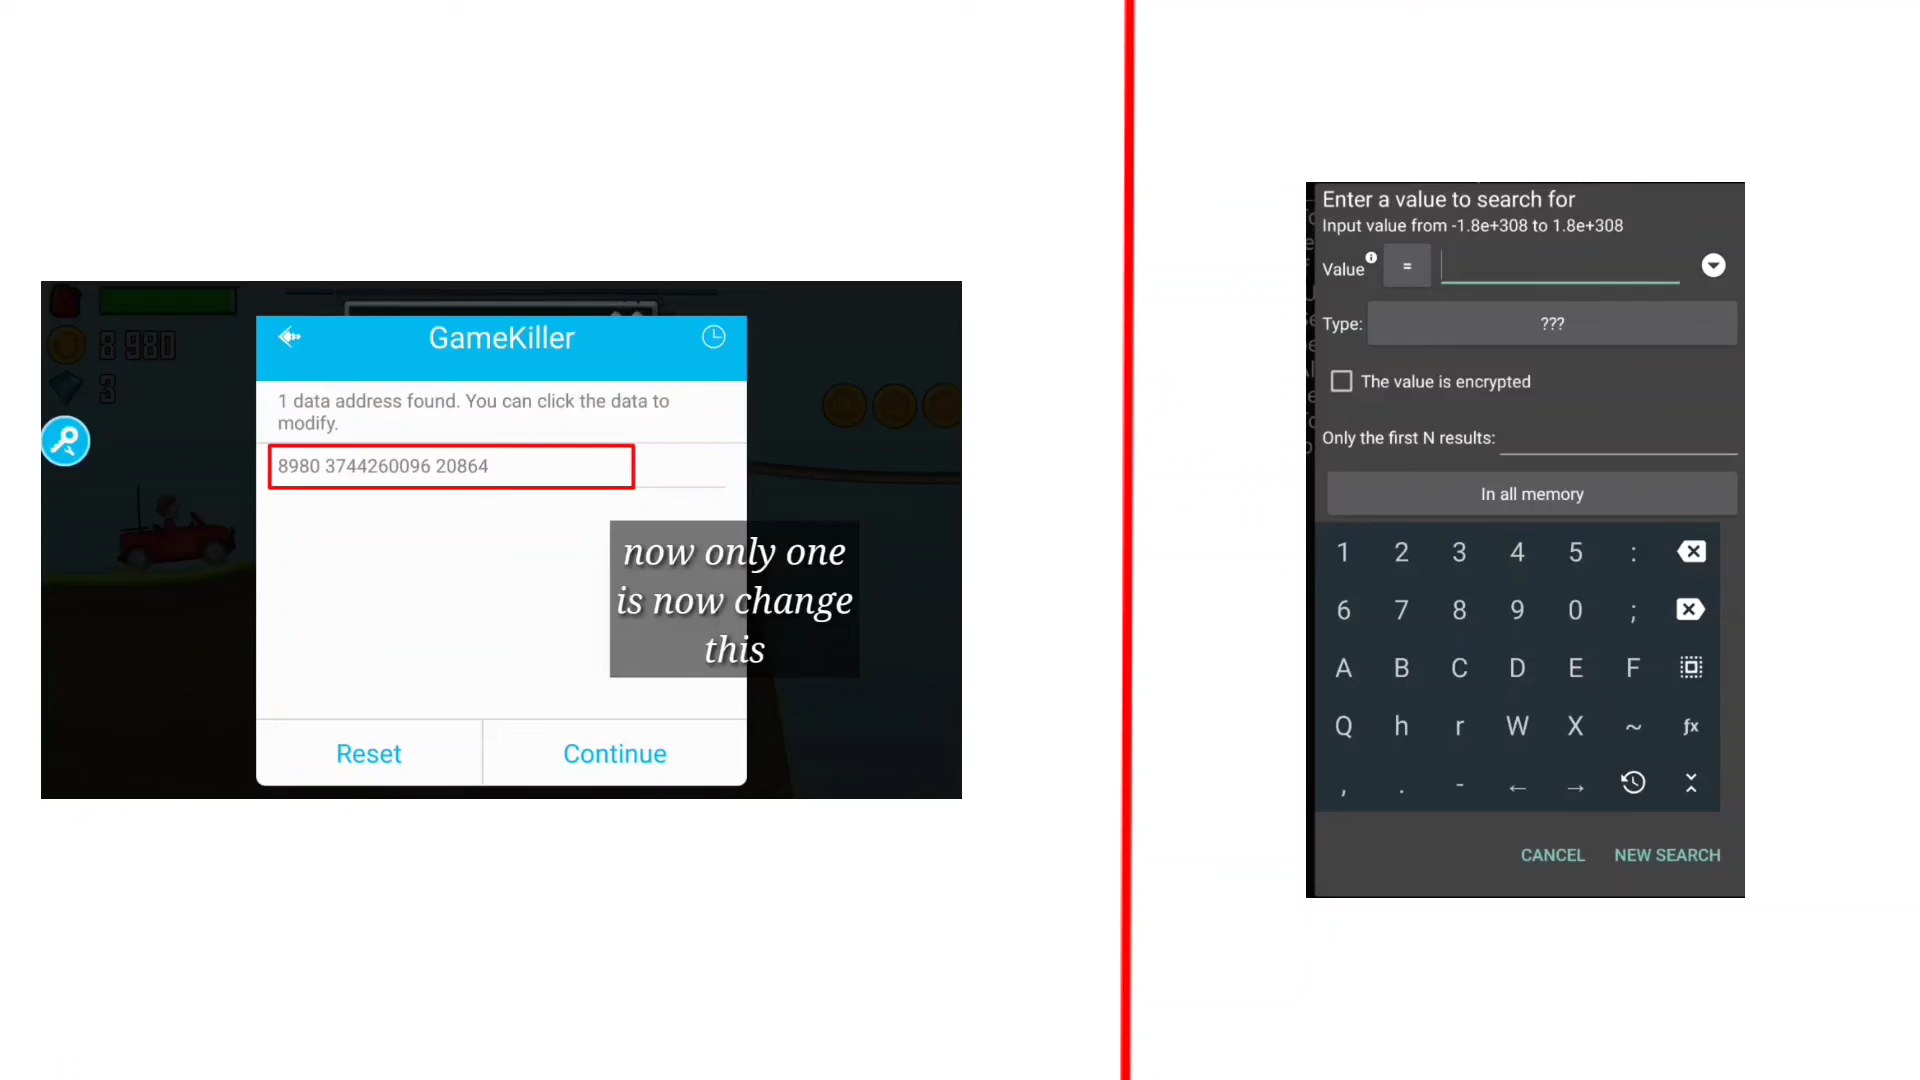 8 980
3
GameKiller
1 data address found. You can click the data to
modify.
8980 3744260096 20864
now only one
is now change
this
Reset
Continue
Enter a value to search for
Input value from -1.8e+308 to 1.8e+308
Value
=
Type:
???
The value is encrypted
Only the first N results:
In all memory
1 2 3 4 5 :
6 7 8 9 0 ;
A B C D E F
Q h r W X ~ fx
, . - ← →
CANCEL NEW SEARCH